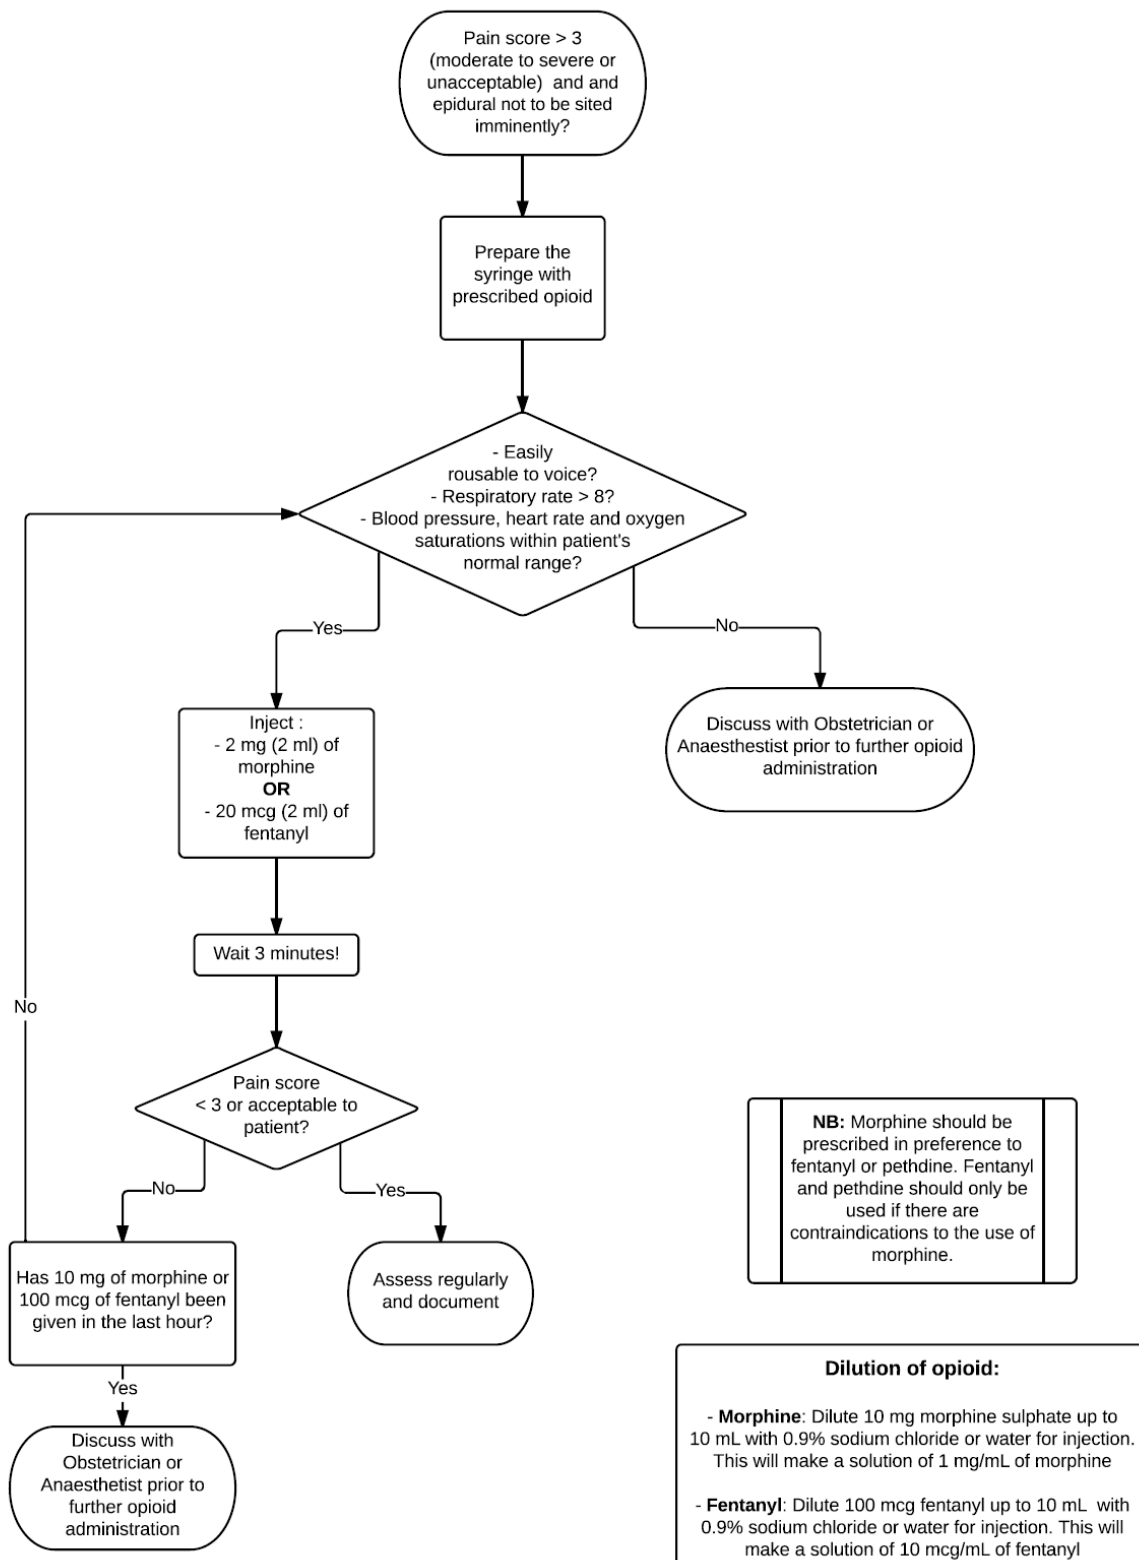 Pain score > 3
(moderate to severe or
unacceptable) and and
epidural not to be sited
imminently?
Prepare the
syringe with
prescribed opioid
- Easily
rousable to voice?
- Respiratory rate > 8?
- Blood pressure, heart rate and oxygen
saturations within patient's
normal range?
Yes
No
Inject :
- 2 mg (2 ml) of
morphine
OR
- 20 mcg (2 ml) of
fentanyl
Discuss with Obstetrician or
Anaesthestist prior to further opioid
administration
Wait 3 minutes!
No
Pain score
< 3 or acceptable to
patient?
No
Yes
Has 10 mg of morphine or
100 mcg of fentanyl been
given in the last hour?
Assess regularly
and document
Yes
Discuss with
Obstetrician or
Anaesthetist prior to
further opioid
administration
NB: Morphine should be
prescribed in preference to
fentanyl or pethdine. Fentanyl
and pethdine should only be
used if there are
contraindications to the use of
morphine.
Dilution of opioid:
- Morphine: Dilute 10 mg morphine sulphate up to
10 mL with 0.9% sodium chloride or water for injection.
This will make a solution of 1 mg/mL of morphine
- Fentanyl: Dilute 100 mcg fentanyl up to 10 mL with
0.9% sodium chloride or water for injection. This will
make a solution of 10 mcg/mL of fentanyl